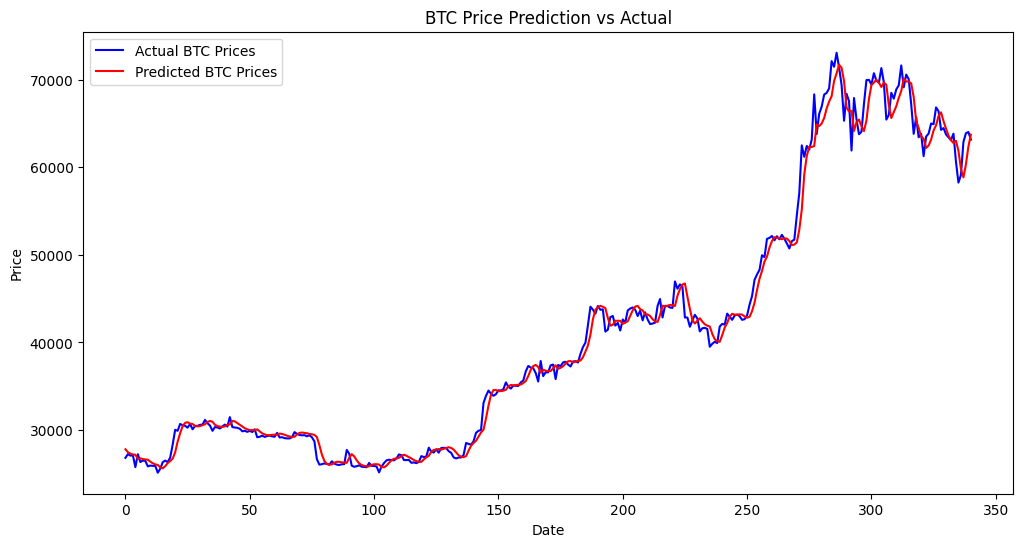 BTC Price Prediction vs Actual
Actual BTC Prices
Predicted BTC Prices
Price
70000
60000
50000
40000
30000
0 50 100 150 200 250 300 350
Date